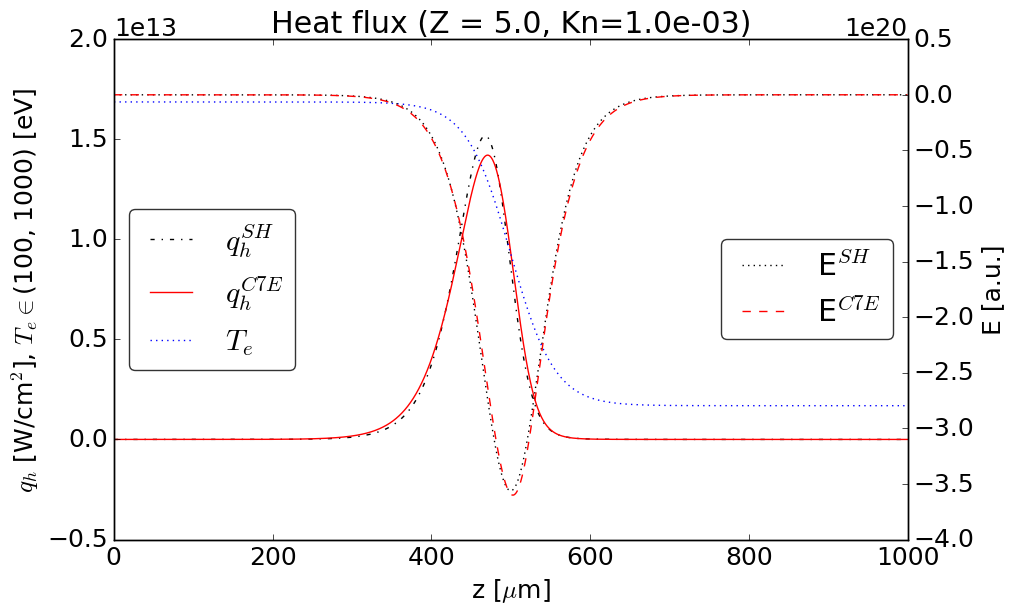 Heat flux (Z = 5.0, Kn=1.0e-03)
1e13
1e20
2.0
1.5
1.0
0.5
0.0
−0.5
q_h [W/cm²], T_e ∈ (100, 1000) [eV]
q_h^{SH}
q_h^{C7E}
T_e
E^{SH}
E^{C7E}
0.5
0.0
−0.5
−1.0
−1.5
−2.0
−2.5
−3.0
−3.5
−4.0
E [a.u.]
0 200 400 600 800 1000
z [μm]